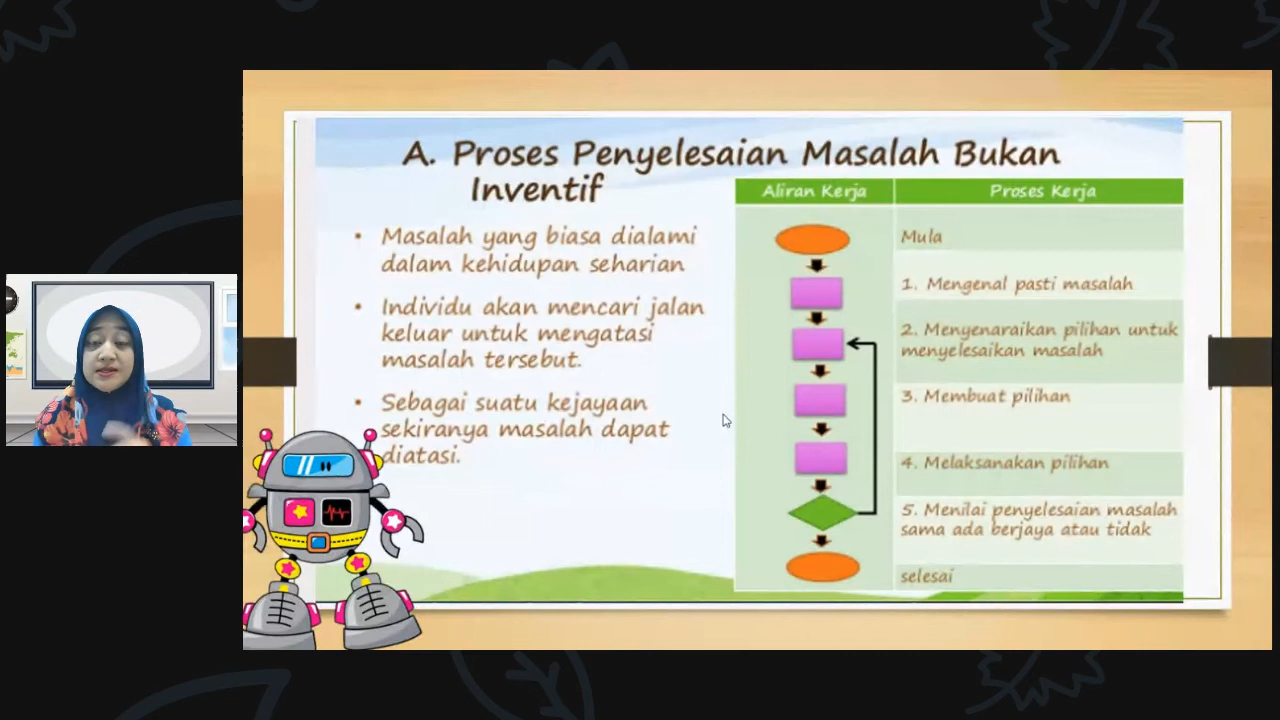 A. Proses Penyelesaian Masalah Bukan
Inventif
• Masalah yang biasa dialami
dalam kehidupan seharian
• Individu akan mencari jalan
keluar untuk mengatasi
masalah tersebut.
• Sebagai suatu kejayaan
sekiranya masalah dapat
diatasi.
Aliran Kerja
Proses Kerja
Mula
1. Mengenal pasti masalah
2. Menyenaraikan pilihan untuk
menyelesaikan masalah
3. Membuat pilihan
4. Melaksanakan pilihan
5. Menilai penyelesaian masalah
sama ada berjaya atau tidak
selesai